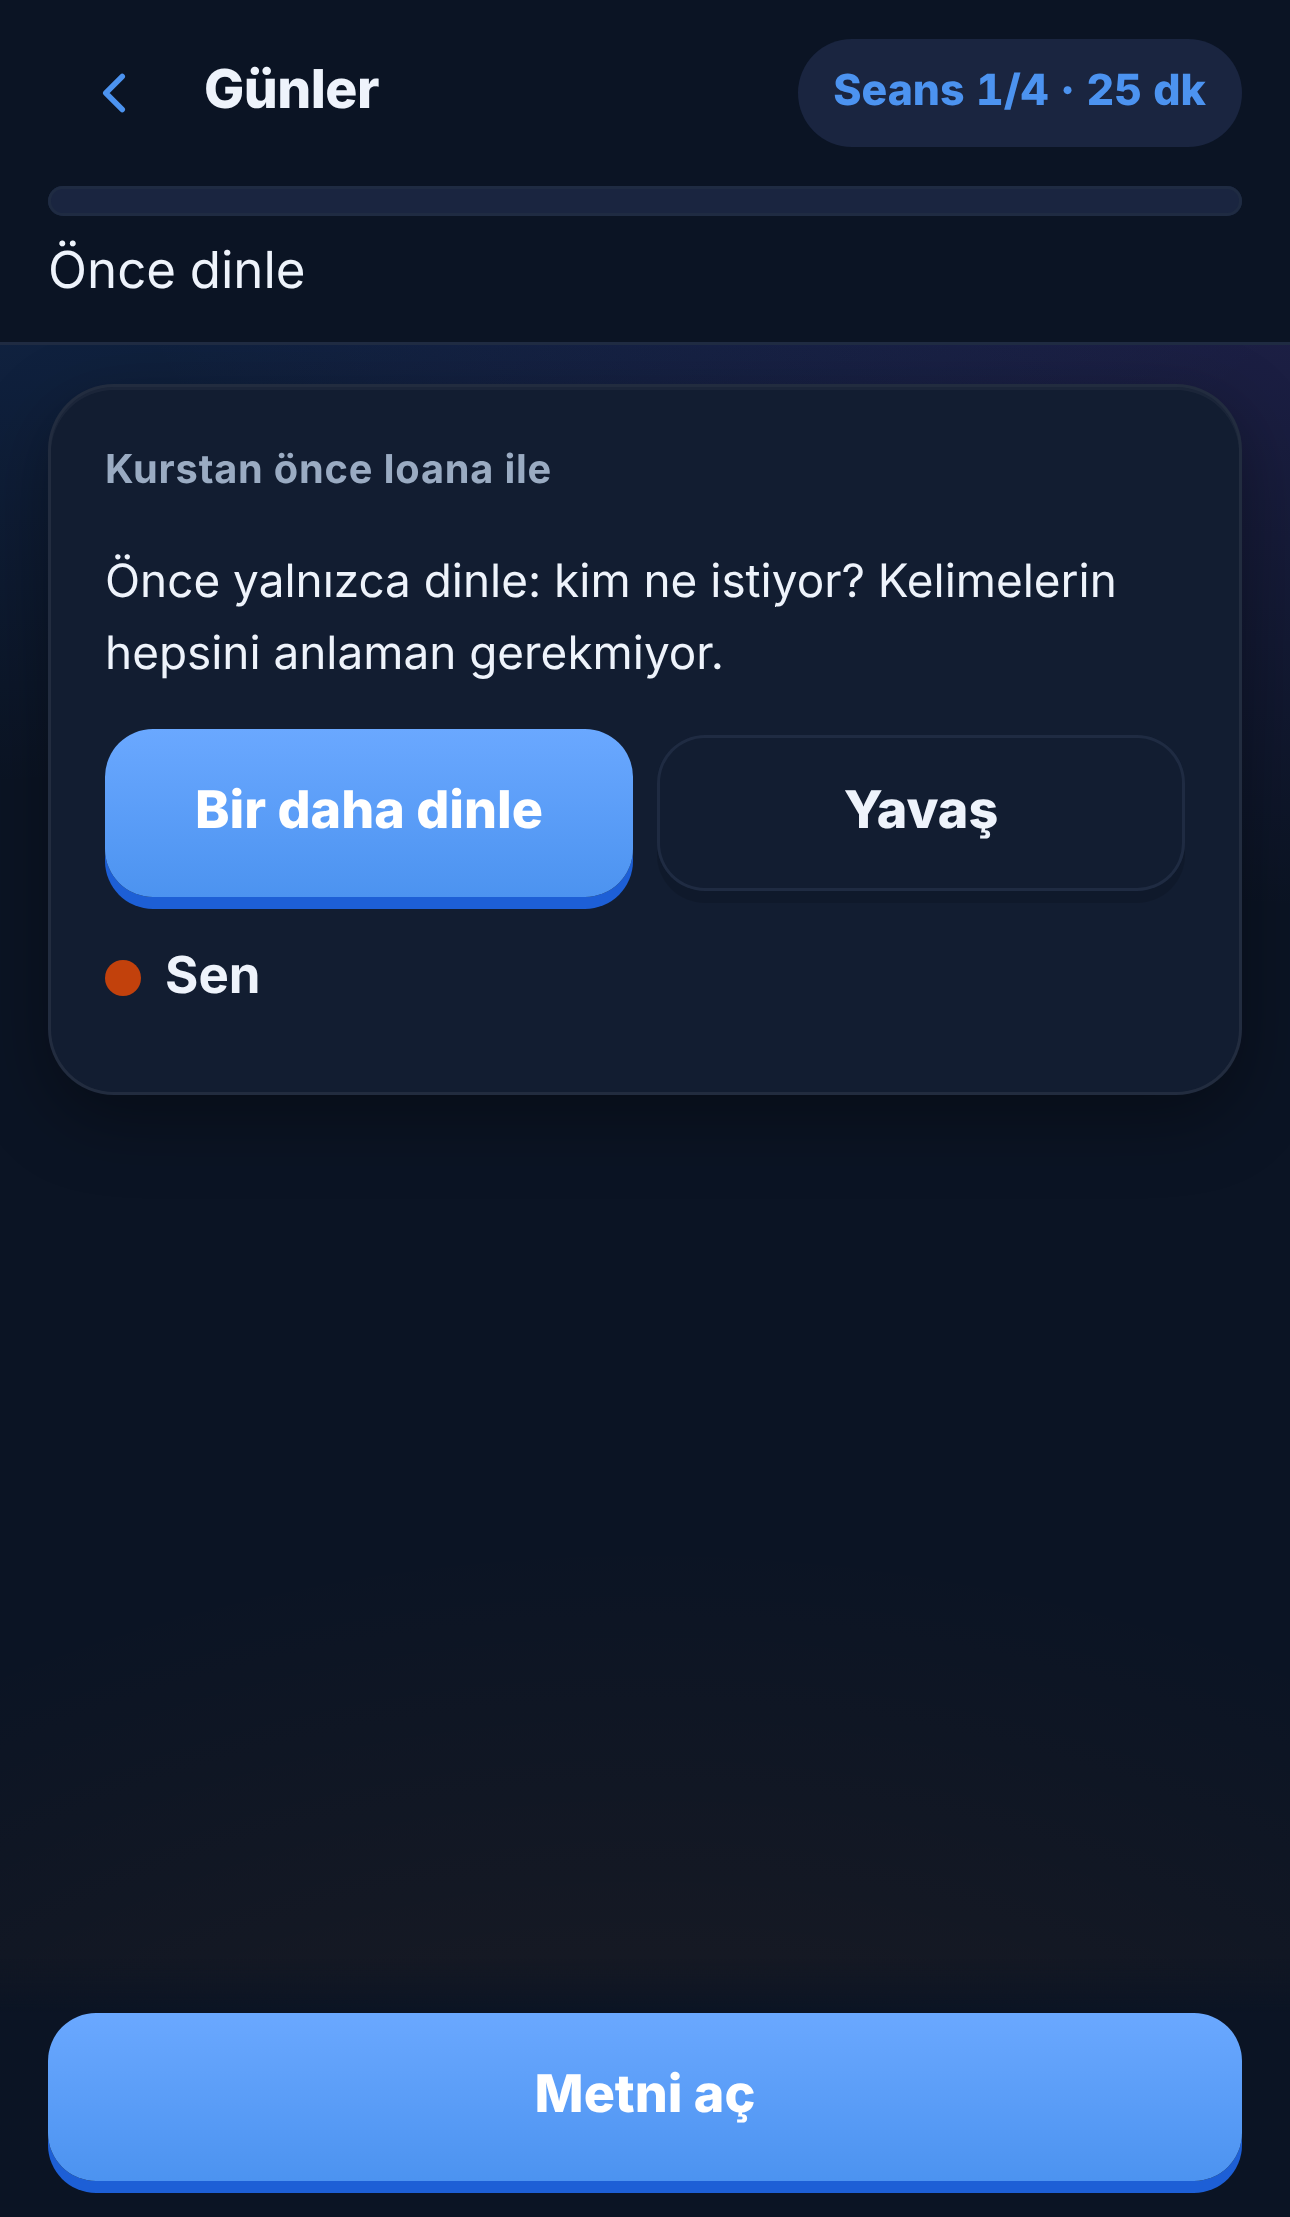 Günler
Seans 1/4 · 25 dk
Önce dinle
Kurstan önce Ioana ile
Önce yalnızca dinle: kim ne istiyor? Kelimelerin
hepsini anlaman gerekmiyor.
Bir daha dinle
Yavaş
Sen
Metni aç